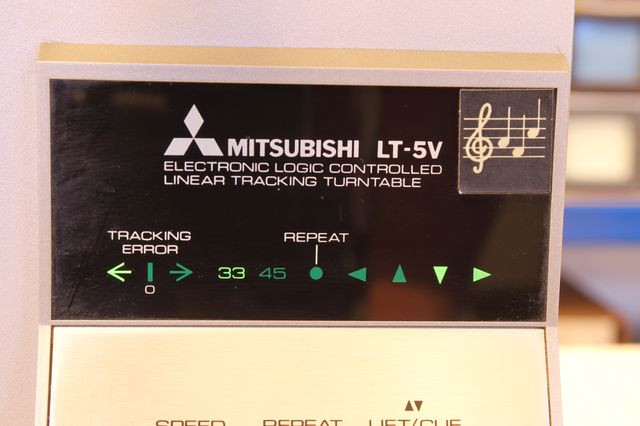 MITSUBISHI LT-5V
ELECTRONIC LOGIC CONTROLLED
LINEAR TRACKING TURNTABLE
TRACKING
ERROR
REPEAT
33 45
0
SPEED REPEAT LIFT/CUE